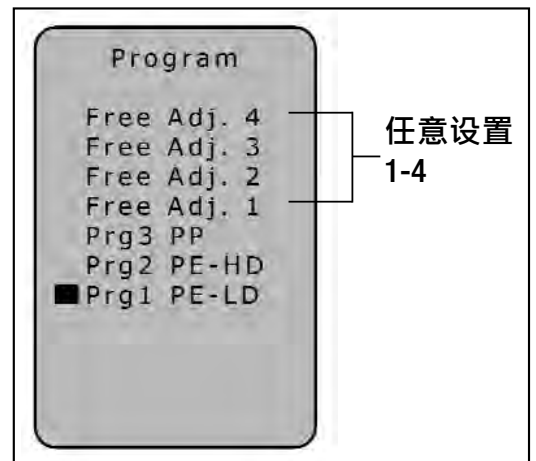 Program
Free Adj. 4
Free Adj. 3
Free Adj. 2
Free Adj. 1
Prg3 PP
Prg2 PE-HD
Prg1 PE-LD
任意设置
1-4